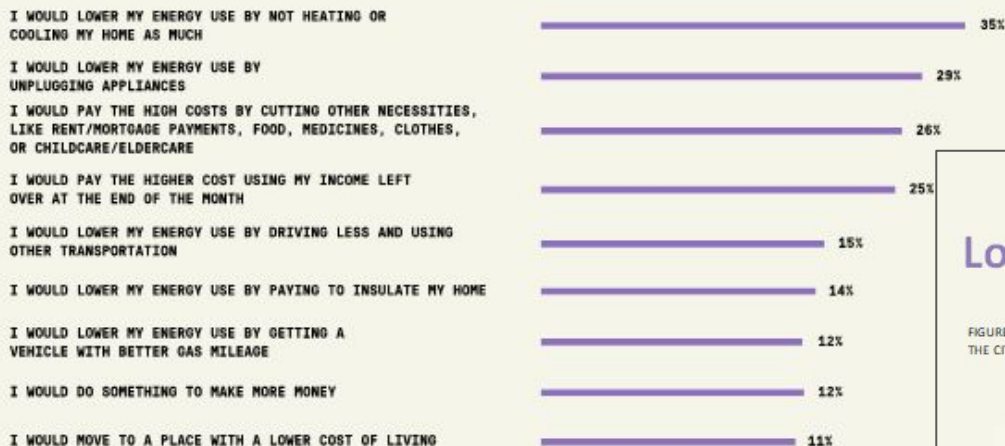 I WOULD LOWER MY ENERGY USE BY NOT HEATING OR
COOLING MY HOME AS MUCH
35%
I WOULD LOWER MY ENERGY USE BY
UNPLUGGING APPLIANCES
29%
I WOULD PAY THE HIGH COSTS BY CUTTING OTHER NECESSITIES,
LIKE RENT/MORTGAGE PAYMENTS, FOOD, MEDICINES, CLOTHES,
OR CHILDCARE/ELDERCARE
26%
I WOULD PAY THE HIGHER COST USING MY INCOME LEFT
OVER AT THE END OF THE MONTH
25%
I WOULD LOWER MY ENERGY USE BY DRIVING LESS AND USING
OTHER TRANSPORTATION
15%
I WOULD LOWER MY ENERGY USE BY PAYING TO INSULATE MY HOME
14%
I WOULD LOWER MY ENERGY USE BY GETTING A
VEHICLE WITH BETTER GAS MILEAGE
12%
I WOULD DO SOMETHING TO MAKE MORE MONEY
12%
I WOULD MOVE TO A PLACE WITH A LOWER COST OF LIVING
11%
Lo
FIGURE
THE CI